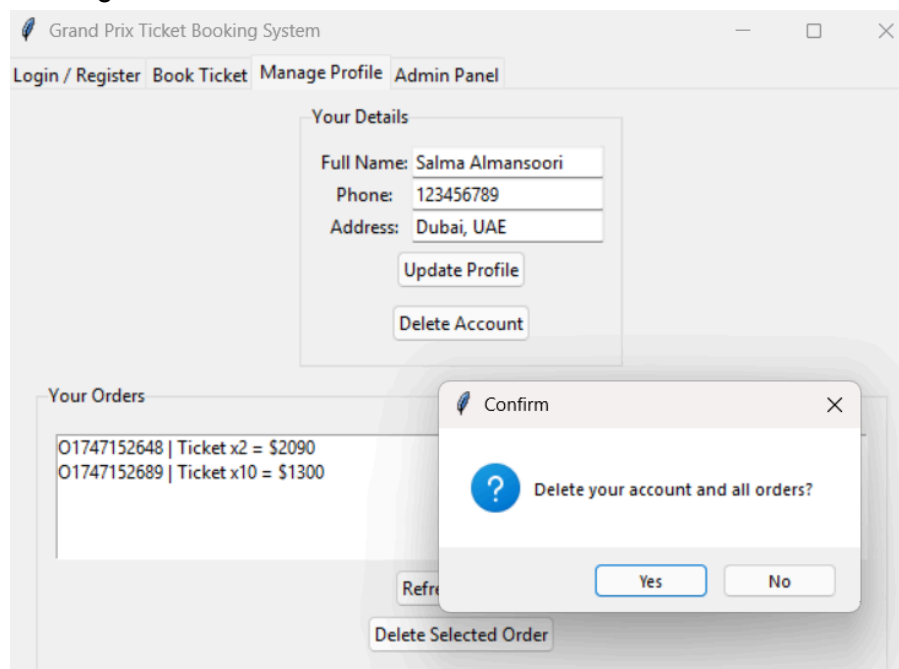 Grand Prix Ticket Booking System
Login / Register Book Ticket Manage Profile Admin Panel
Your Details
Full Name: Salma Almansoori
Phone: 123456789
Address: Dubai, UAE
Update Profile
Delete Account
Your Orders
O1747152648 | Ticket x2 = $2090
O1747152689 | Ticket x10 = $1300
Confirm
Delete your account and all orders?
Yes No
Refre
Delete Selected Order